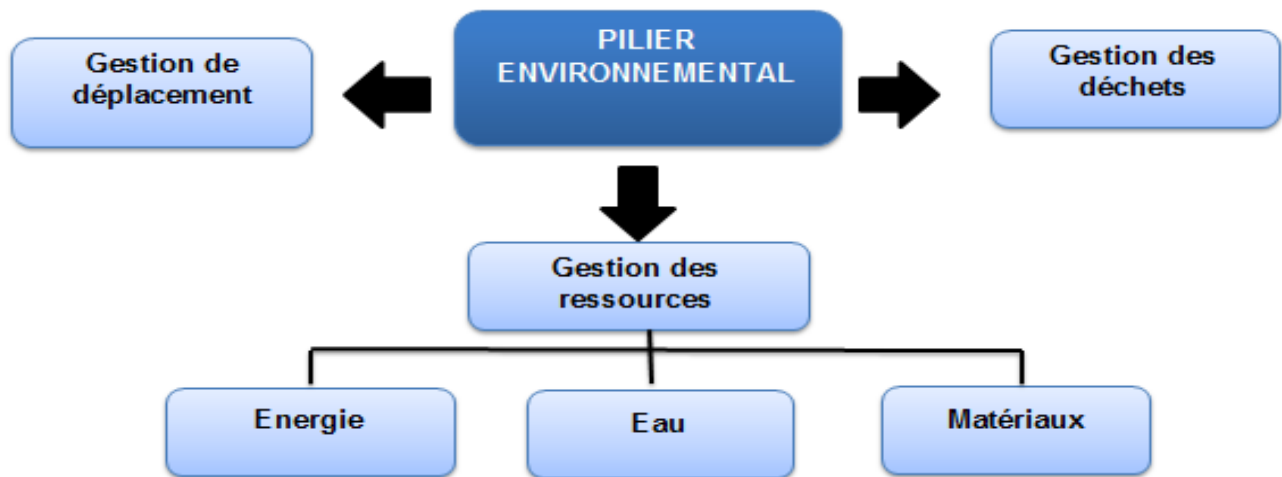 PILIER
ENVIRONNEMENTAL
Gestion de
déplacement
Gestion des
déchets
Gestion des
ressources
Energie
Eau
Matériaux